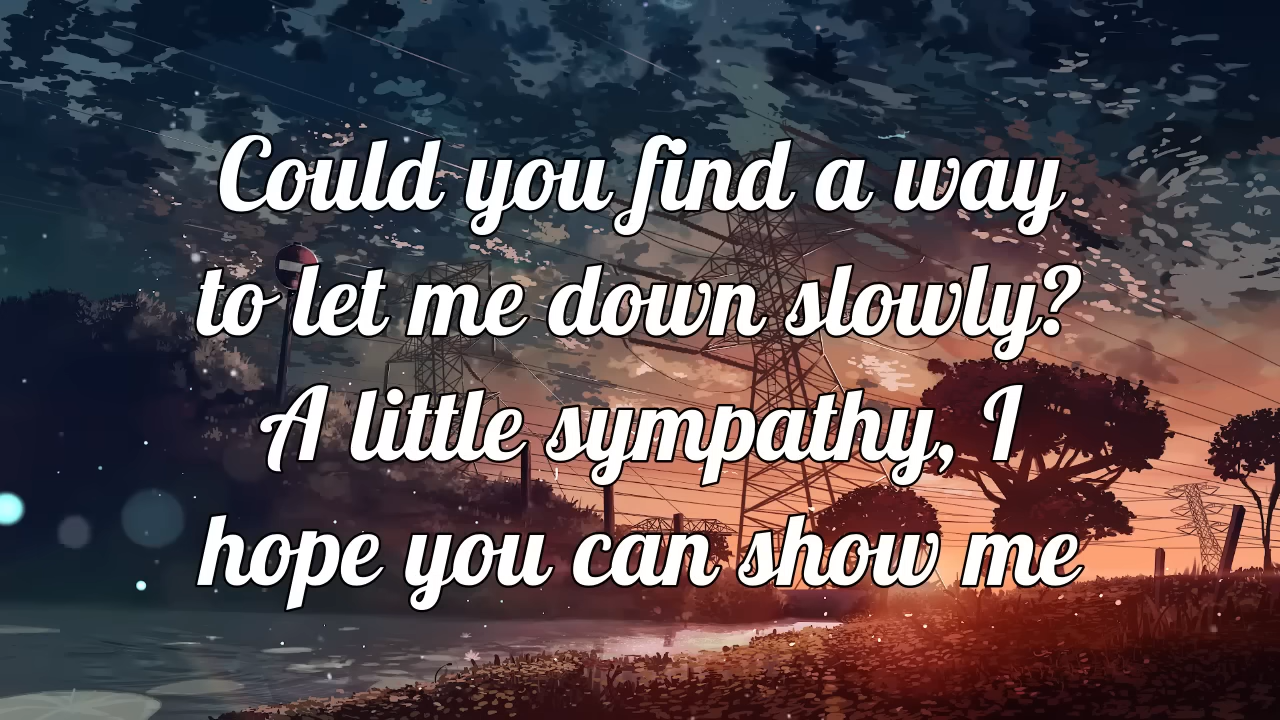 Could you find a way
to let me down slowly?
A little sympathy, I
hope you can show me